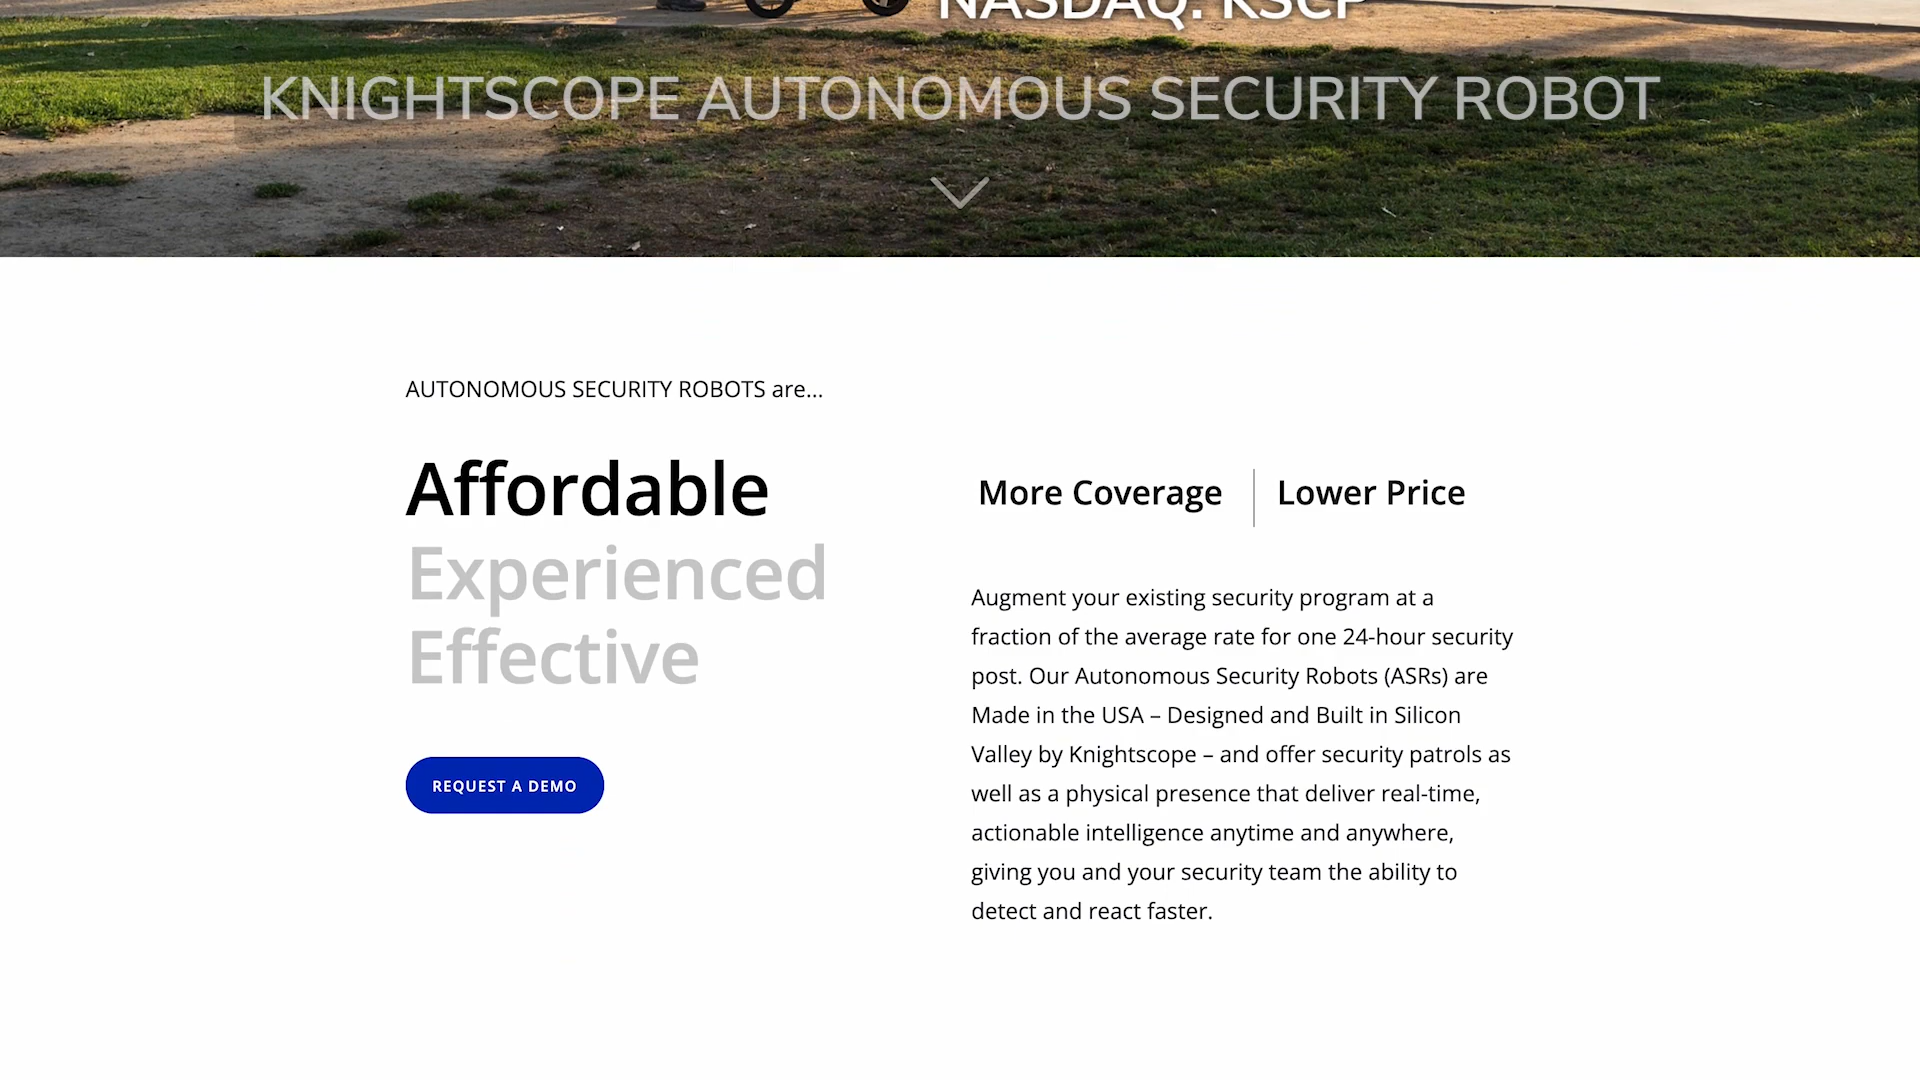 NASDAQ: KSCP
KNIGHTSCOPE AUTONOMOUS SECURITY ROBOT
AUTONOMOUS SECURITY ROBOTS are...
Affordable
Experienced
Effective
REQUEST A DEMO
More Coverage
Lower Price
Augment your existing security program at a
fraction of the average rate for one 24-hour security
post. Our Autonomous Security Robots (ASRs) are
Made in the USA – Designed and Built in Silicon
Valley by Knightscope – and offer security patrols as
well as a physical presence that deliver real-time,
actionable intelligence anytime and anywhere,
giving you and your security team the ability to
detect and react faster.